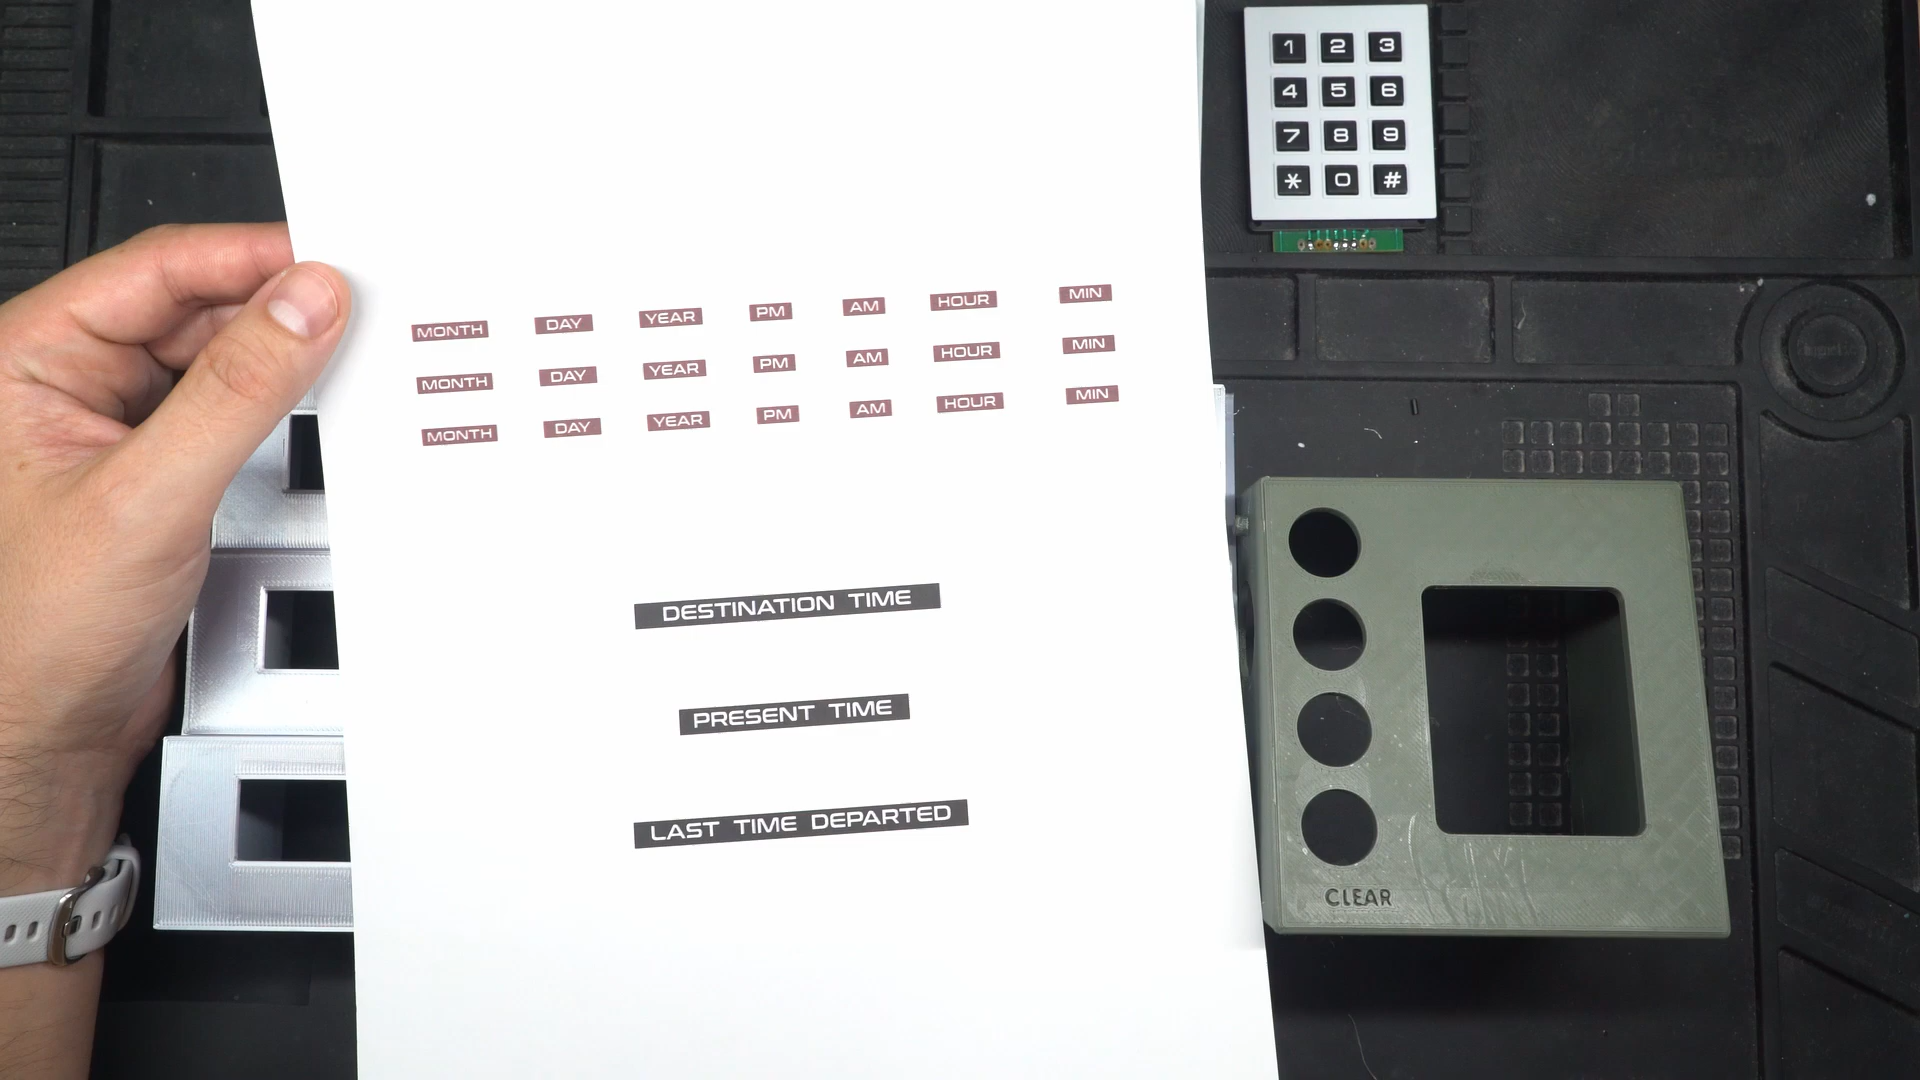 MONTH DAY YEAR PM AM HOUR MIN
MONTH DAY YEAR PM AM HOUR MIN
MONTH DAY YEAR PM AM HOUR MIN
DESTINATION TIME
PRESENT TIME
LAST TIME DEPARTED
1 2 3
4 5 6
7 8 9
* 0 #
CLEAR